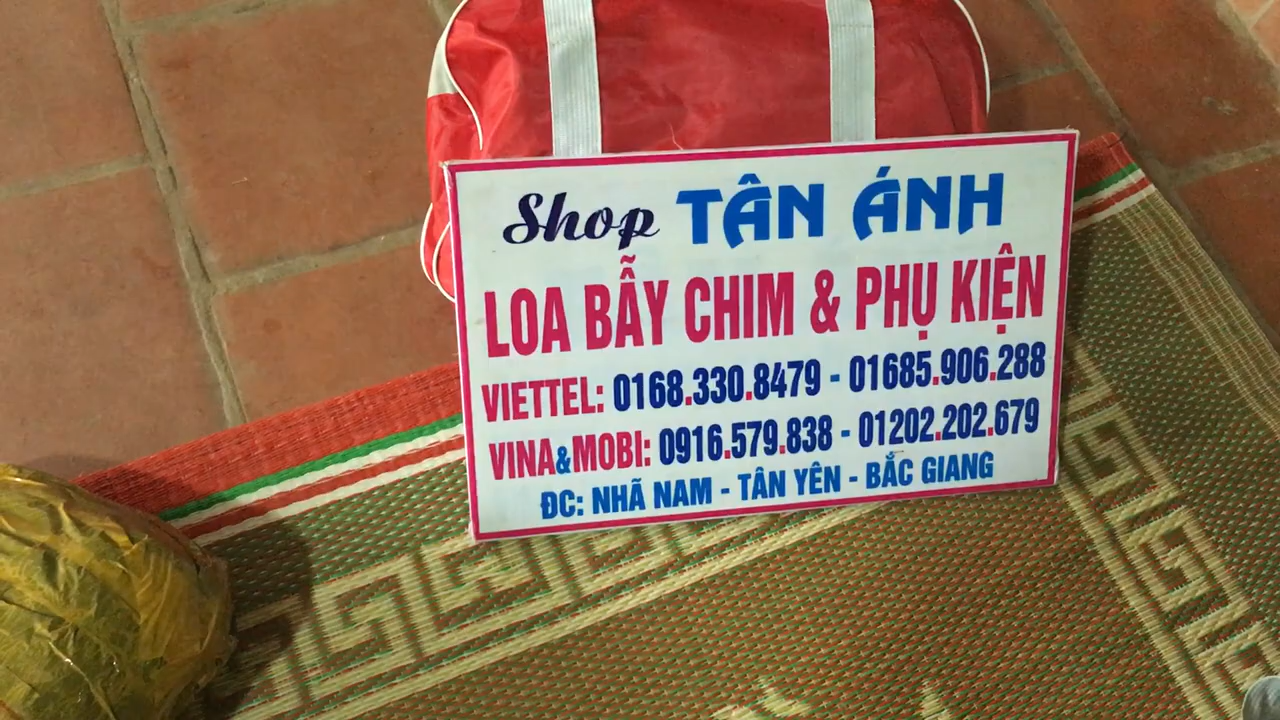 Shop TÂN ÁNH
LOA BẪY CHIM & PHỤ KIỆN
VIETTEL: 0168.330.8479 - 01685.906.288
VINA&MOBI: 0916.579.838 - 01202.202.679
ĐC: NHÃ NAM - TÂN YÊN - BẮC GIANG